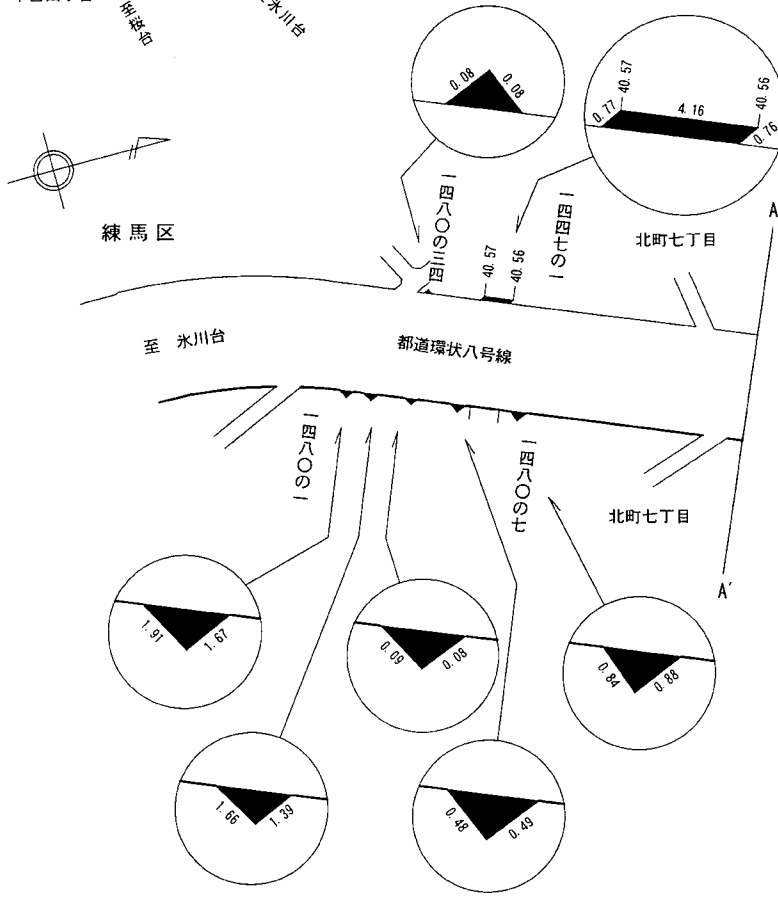 至桜台
氷川台
練馬区
0.08
0.08
0.77
40.57
4.16
40.56
0.76
一四八〇の三四
40.57
40.56
一四四七の一
北町七丁目
A
至 氷川台
都道環状八号線
一四八〇の一
一四八〇の七
北町七丁目
A'
1.91
1.67
0.09
0.08
0.84
0.88
1.66
1.39
0.48
0.49